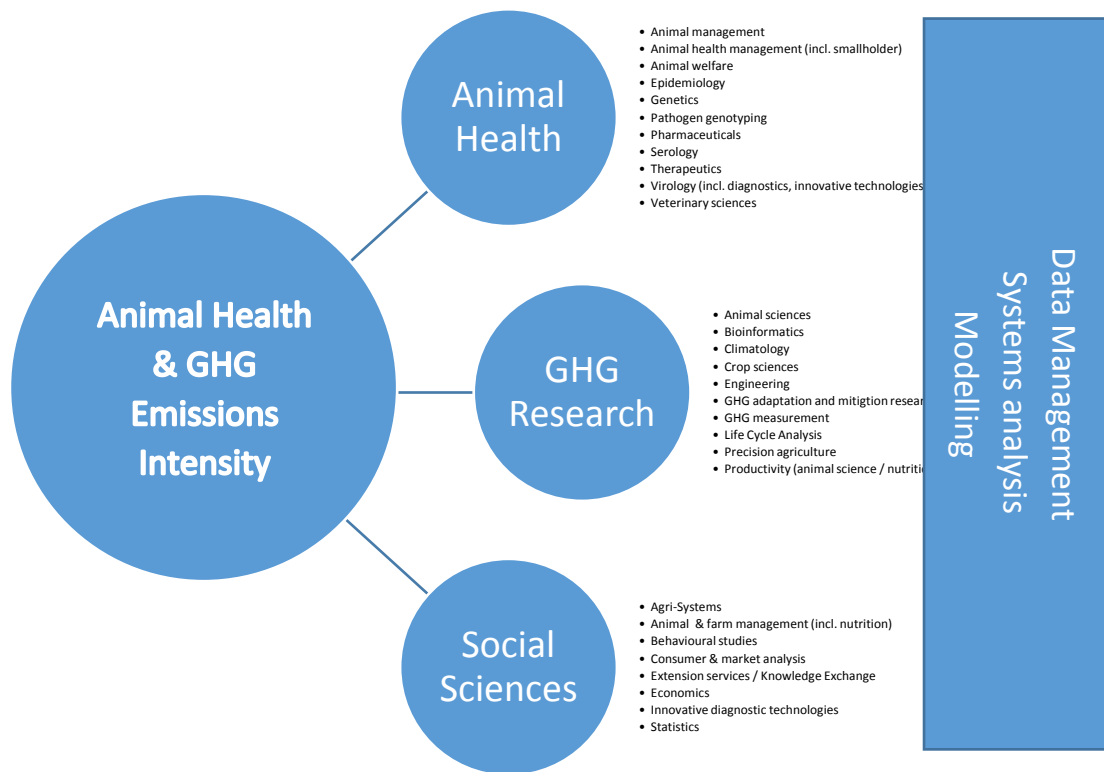 Animal Health
& GHG
Emissions
Intensity
Animal
Health
• Animal management
• Animal health management (incl. smallholder)
• Animal welfare
• Epidemiology
• Genetics
• Pathogen genotyping
• Pharmaceuticals
• Serology
• Therapeutics
• Virology (incl. diagnostics, innovative technologies
• Veterinary sciences
GHG
Research
• Animal sciences
• Bioinformatics
• Climatology
• Crop sciences
• Engineering
• GHG adaptation and mitigtion resear
• GHG measurement
• Life Cycle Analysis
• Precision agriculture
• Productivity (animal science / nutriti
Social
Sciences
• Agri-Systems
• Animal & farm management (incl. nutrition)
• Behavioural studies
• Consumer & market analysis
• Extension services / Knowledge Exchange
• Economics
• Innovative diagnostic technologies
• Statistics
Data Management
Systems analysis
Modelling